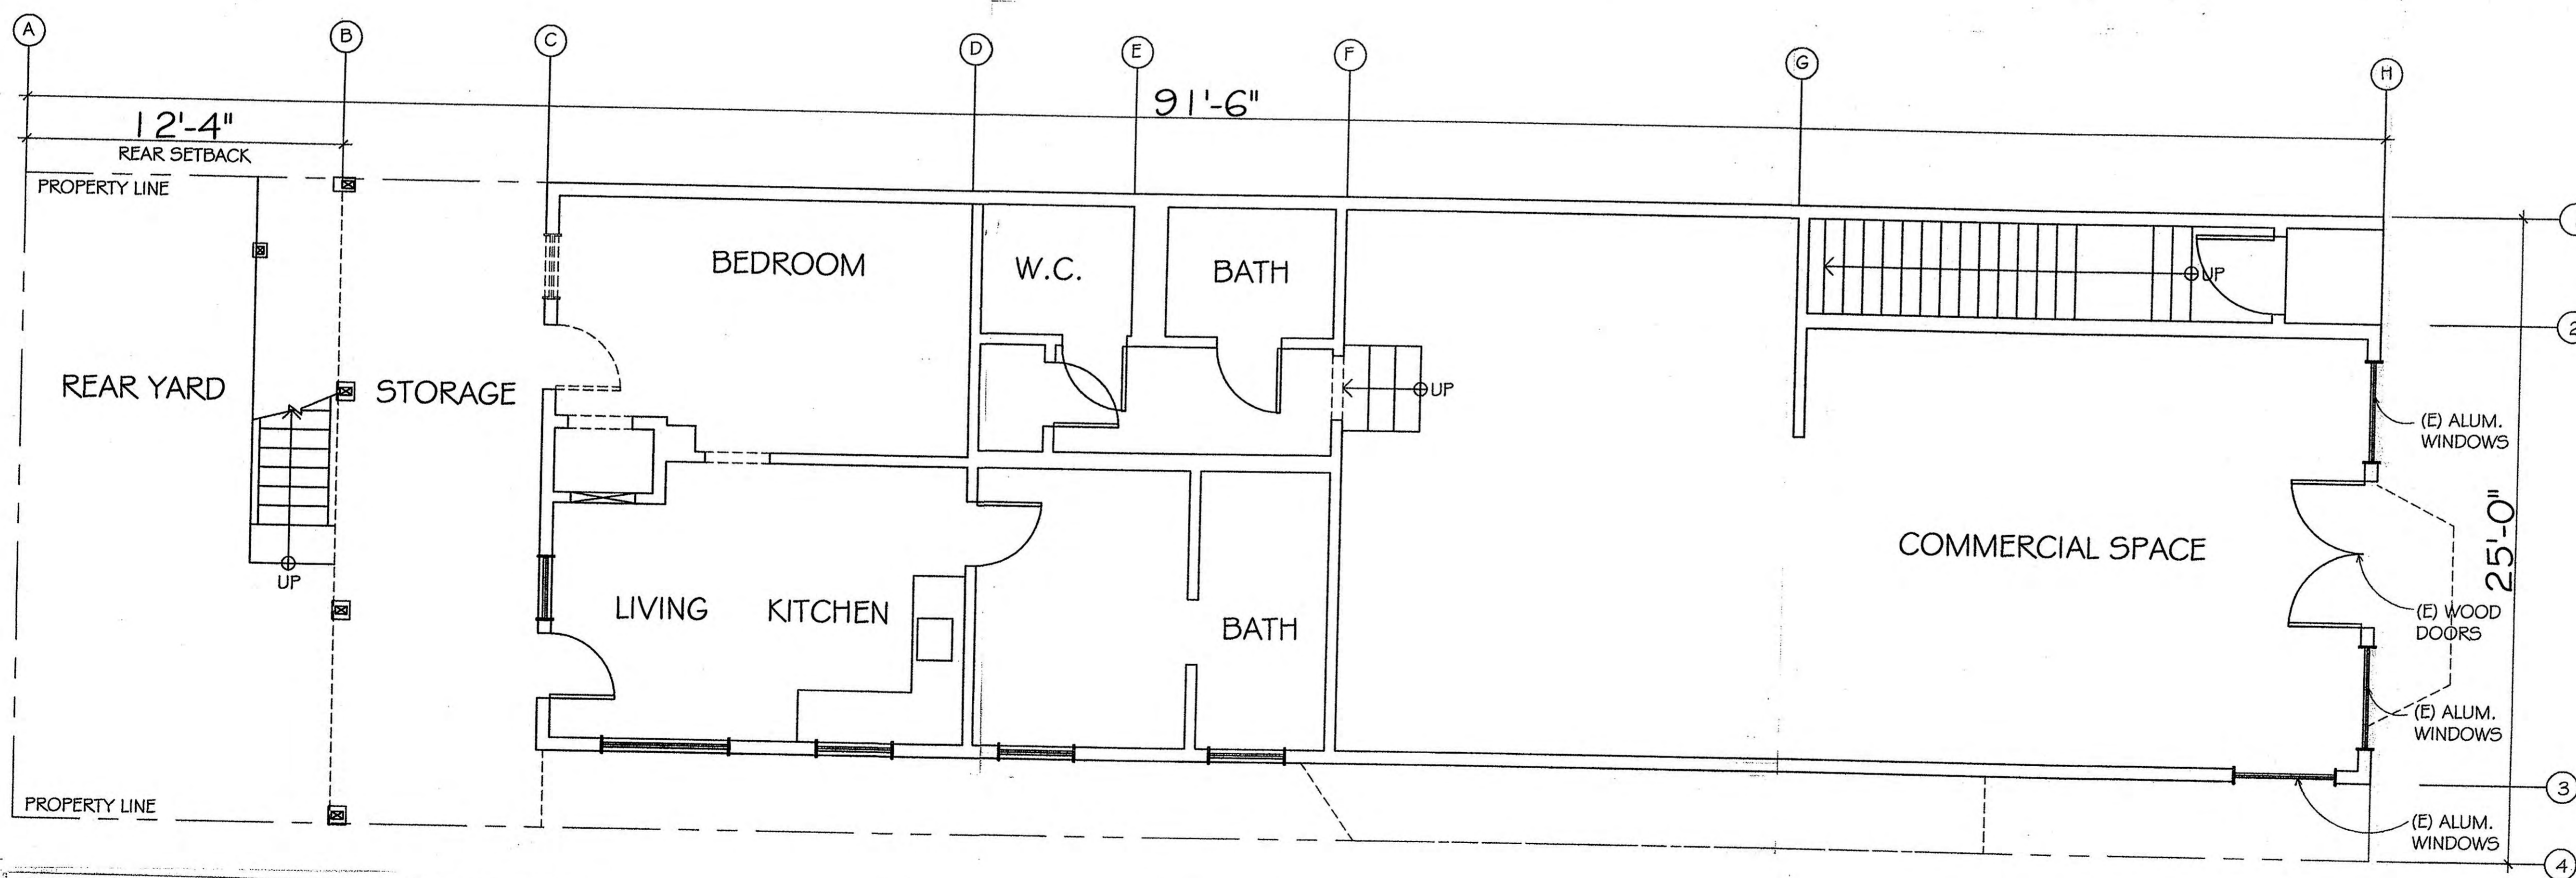 A
B
C
D
E
F
G
H
91'-6"
12'-4"
REAR SETBACK
PROPERTY LINE
BEDROOM
W.C.
BATH
UP
2
REAR YARD
STORAGE
UP
(E) ALUM.
WINDOWS
25'-0"
COMMERCIAL SPACE
UP
LIVING
KITCHEN
BATH
(E) WOOD
DOORS
(E) ALUM.
WINDOWS
3
PROPERTY LINE
(E) ALUM.
WINDOWS
4